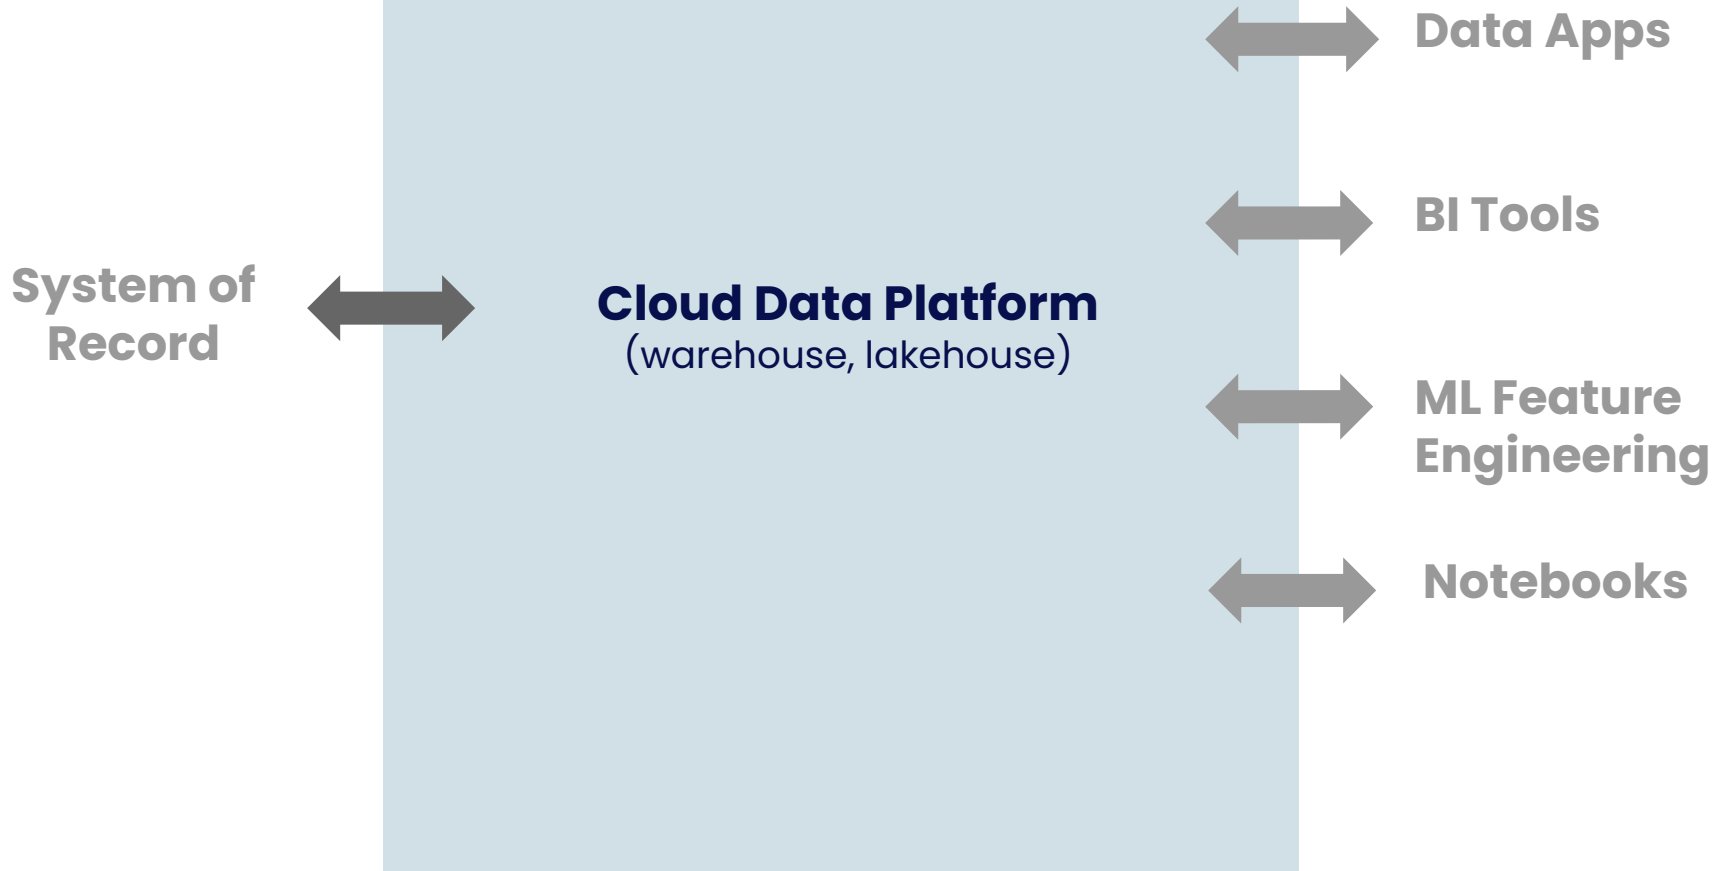 System of
Record
Cloud Data Platform
(warehouse, lakehouse)
Data Apps
BI Tools
ML Feature
Engineering
Notebooks